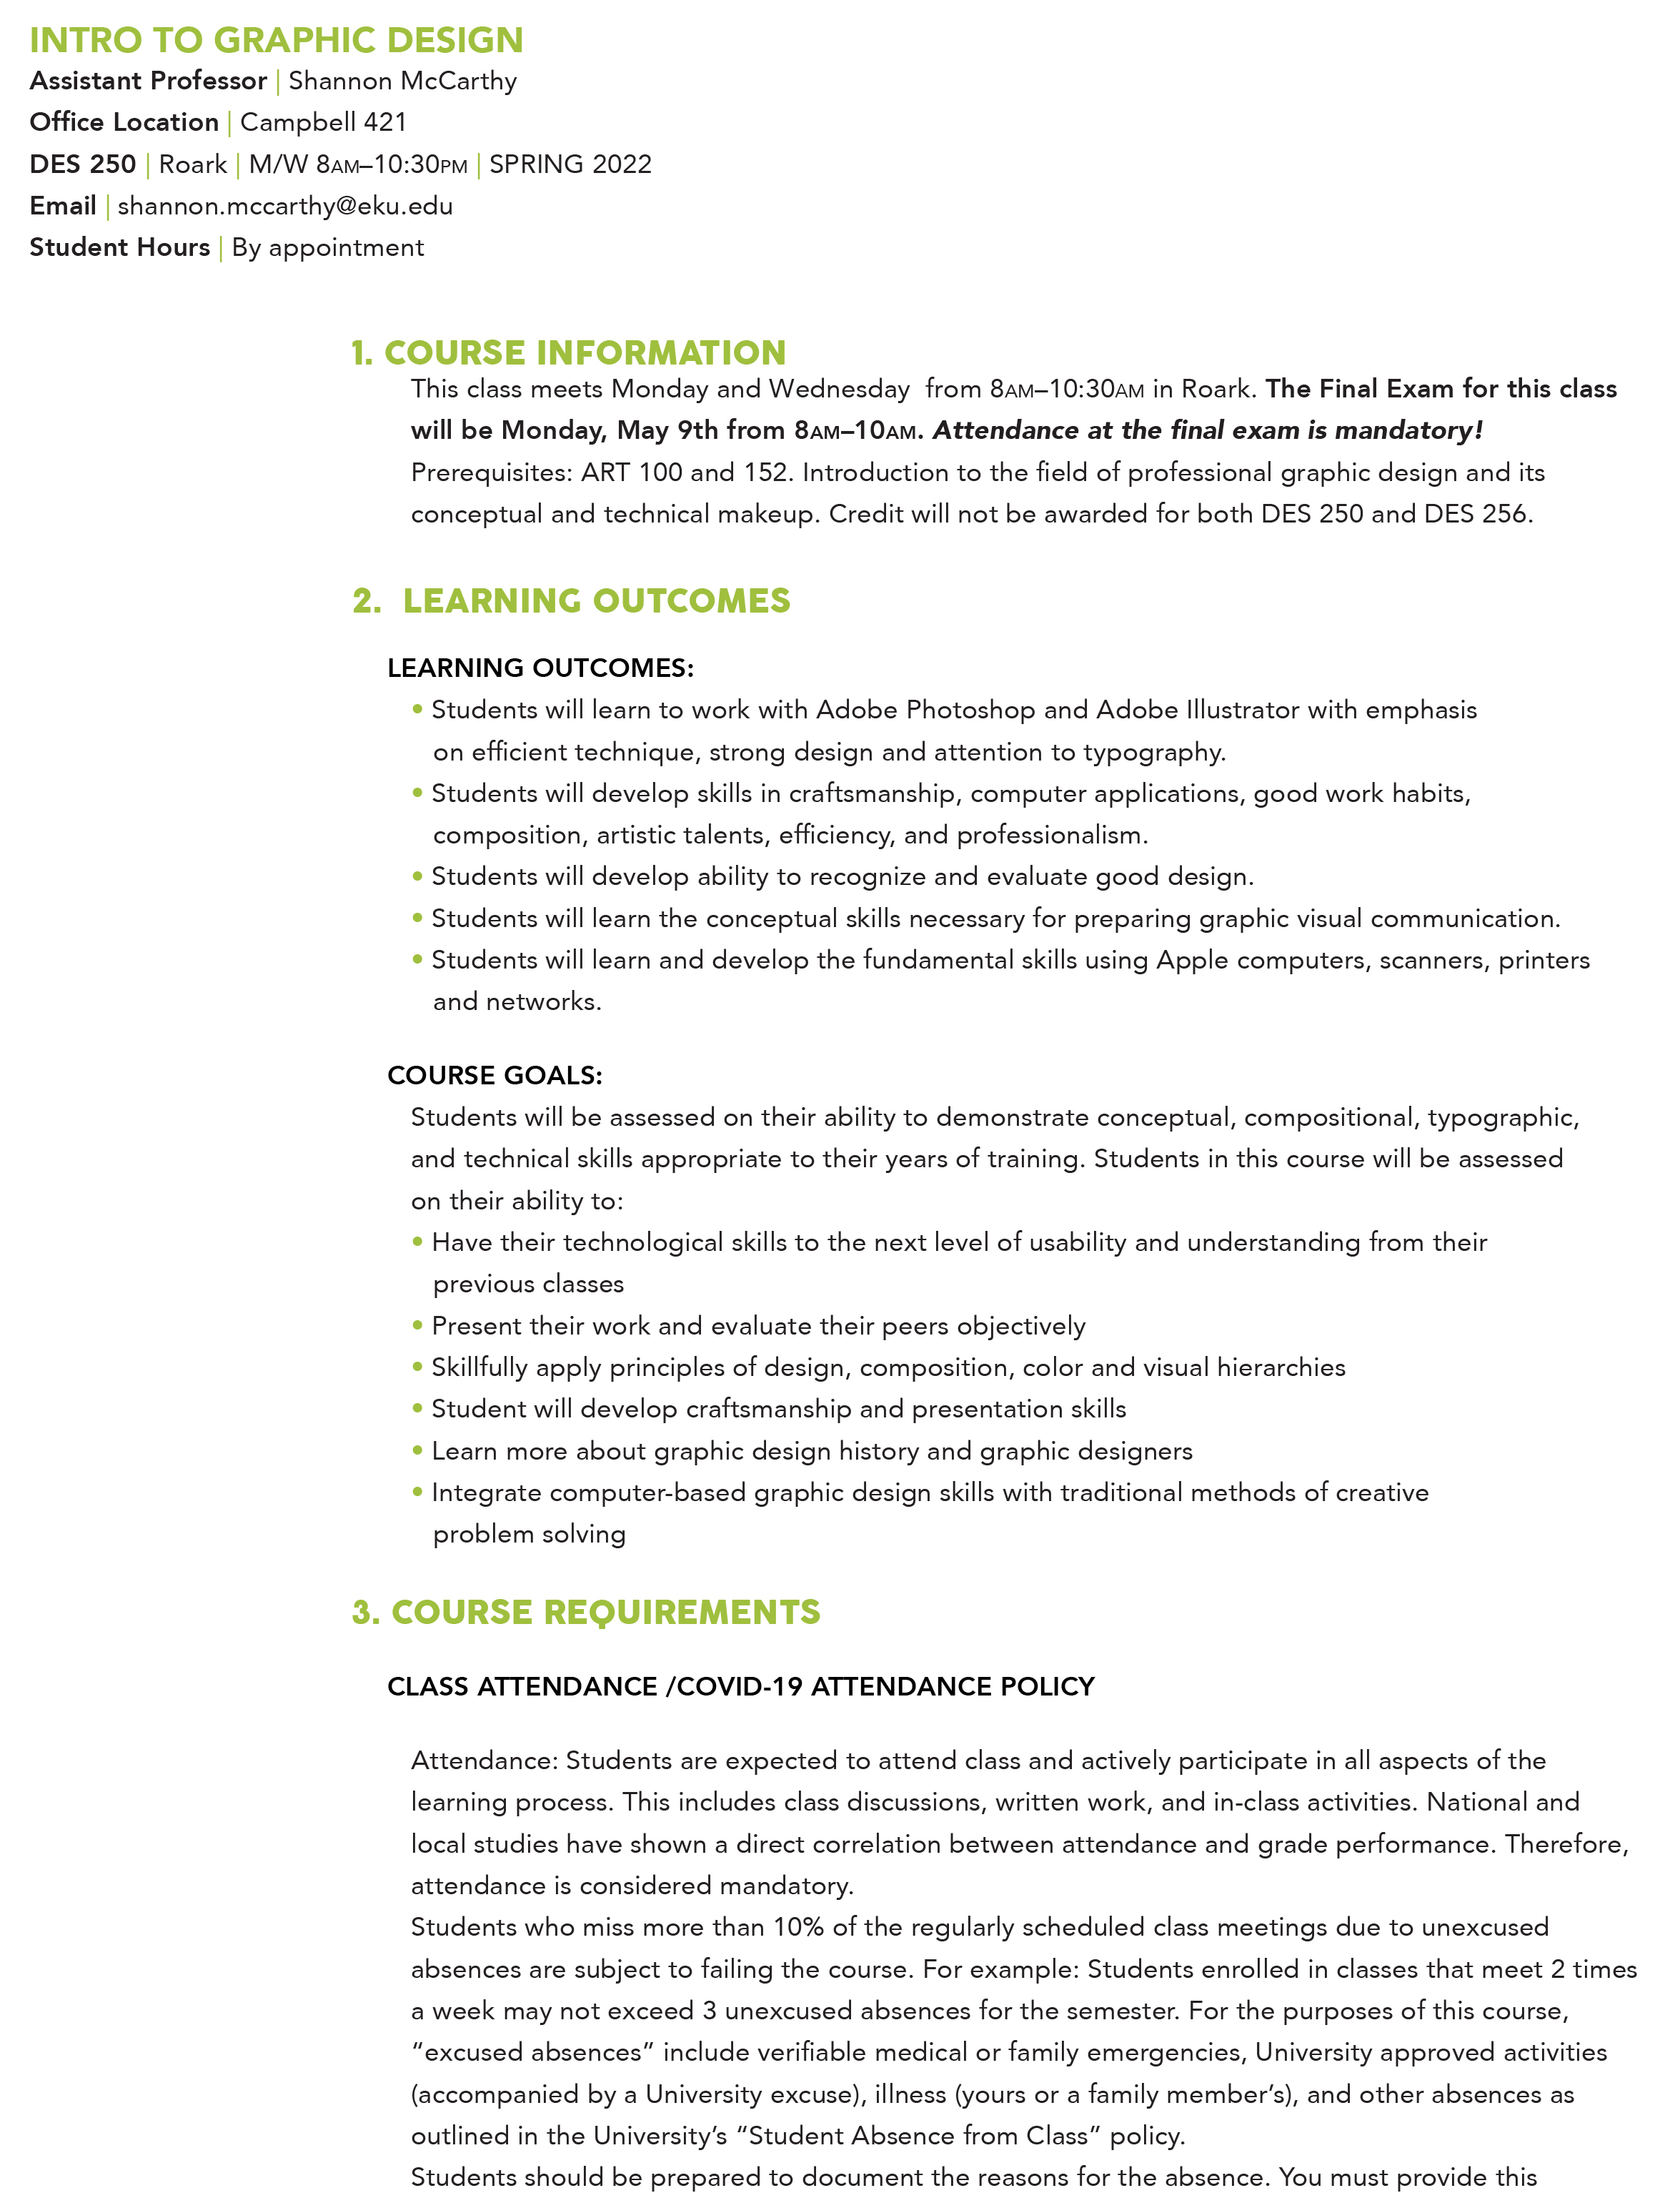 INTRO TO GRAPHIC DESIGN
Assistant Professor | Shannon McCarthy
Office Location | Campbell 421
DES 250 | Roark | M/W 8AM–10:30PM | SPRING 2022
Email | shannon.mccarthy@eku.edu
Student Hours | By appointment
1. COURSE INFORMATION
This class meets Monday and Wednesday  from 8AM–10:30AM in Roark. The Final Exam for this class
will be Monday, May 9th from 8AM–10AM. Attendance at the final exam is mandatory!
Prerequisites: ART 100 and 152. Introduction to the field of professional graphic design and its
conceptual and technical makeup. Credit will not be awarded for both DES 250 and DES 256.
2.  LEARNING OUTCOMES
LEARNING OUTCOMES:
• Students will learn to work with Adobe Photoshop and Adobe Illustrator with emphasis
on efficient technique, strong design and attention to typography.
• Students will develop skills in craftsmanship, computer applications, good work habits,
composition, artistic talents, efficiency, and professionalism.
• Students will develop ability to recognize and evaluate good design.
• Students will learn the conceptual skills necessary for preparing graphic visual communication.
• Students will learn and develop the fundamental skills using Apple computers, scanners, printers
and networks.
COURSE GOALS:
Students will be assessed on their ability to demonstrate conceptual, compositional, typographic,
and technical skills appropriate to their years of training. Students in this course will be assessed
on their ability to:
• Have their technological skills to the next level of usability and understanding from their
previous classes
• Present their work and evaluate their peers objectively
• Skillfully apply principles of design, composition, color and visual hierarchies
• Student will develop craftsmanship and presentation skills
• Learn more about graphic design history and graphic designers
• Integrate computer-based graphic design skills with traditional methods of creative
problem solving
3. COURSE REQUIREMENTS
CLASS ATTENDANCE /COVID-19 ATTENDANCE POLICY
Attendance: Students are expected to attend class and actively participate in all aspects of the
learning process. This includes class discussions, written work, and in-class activities. National and
local studies have shown a direct correlation between attendance and grade performance. Therefore,
attendance is considered mandatory.
Students who miss more than 10% of the regularly scheduled class meetings due to unexcused
absences are subject to failing the course. For example: Students enrolled in classes that meet 2 times
a week may not exceed 3 unexcused absences for the semester. For the purposes of this course,
“excused absences” include verifiable medical or family emergencies, University approved activities
(accompanied by a University excuse), illness (yours or a family member’s), and other absences as
outlined in the University’s “Student Absence from Class” policy.
Students should be prepared to document the reasons for the absence. You must provide this